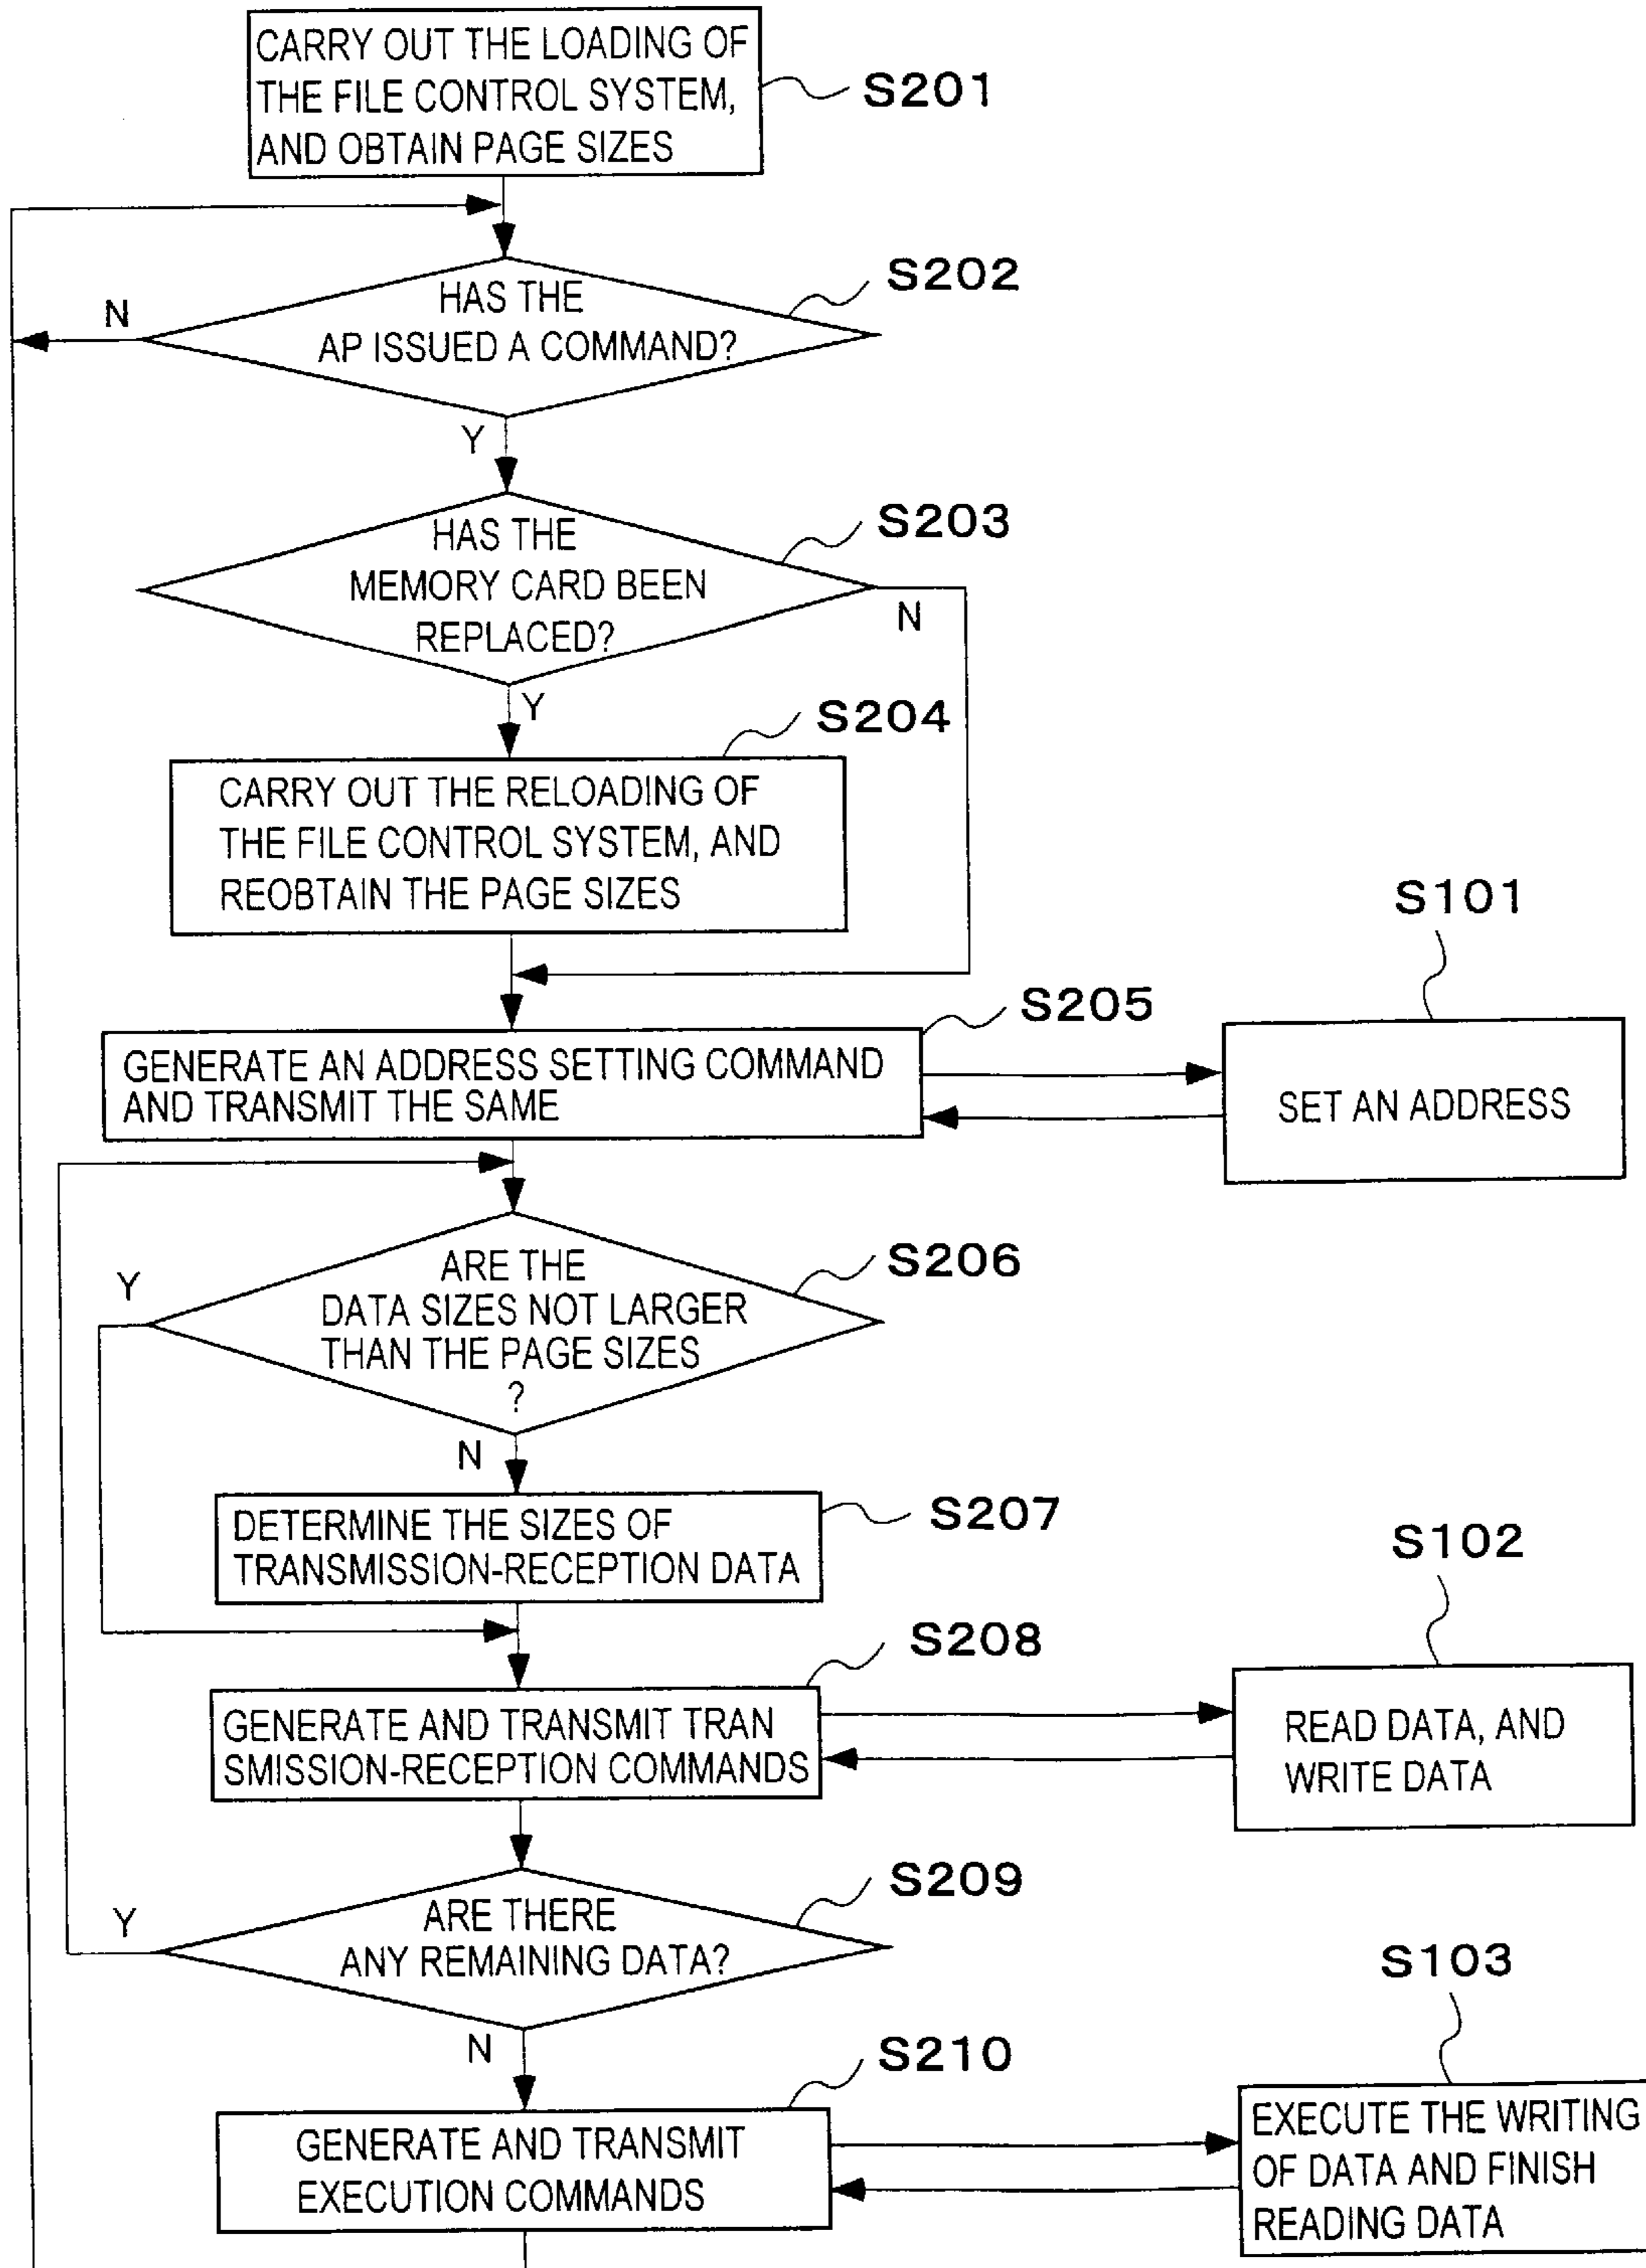 CARRY OUT THE LOADING OF
THE FILE CONTROL SYSTEM,
AND OBTAIN PAGE SIZES
S201
HAS THE
AP ISSUED A COMMAND?
S202
N
Y
HAS THE
MEMORY CARD BEEN
REPLACED?
S203
N
Y
S204
CARRY OUT THE RELOADING OF
THE FILE CONTROL SYSTEM, AND
REOBTAIN THE PAGE SIZES
S101
S205
GENERATE AN ADDRESS SETTING COMMAND
AND TRANSMIT THE SAME
SET AN ADDRESS
S206
ARE THE
DATA SIZES NOT LARGER
THAN THE PAGE SIZES
?
Y
N
DETERMINE THE SIZES OF
TRANSMISSION-RECEPTION DATA
S207
S102
S208
GENERATE AND TRANSMIT TRAN
SMISSION-RECEPTION COMMANDS
READ DATA, AND
WRITE DATA
S209
ARE THERE
ANY REMAINING DATA?
Y
N
S103
S210
GENERATE AND TRANSMIT
EXECUTION COMMANDS
EXECUTE THE WRITING
OF DATA AND FINISH
READING DATA